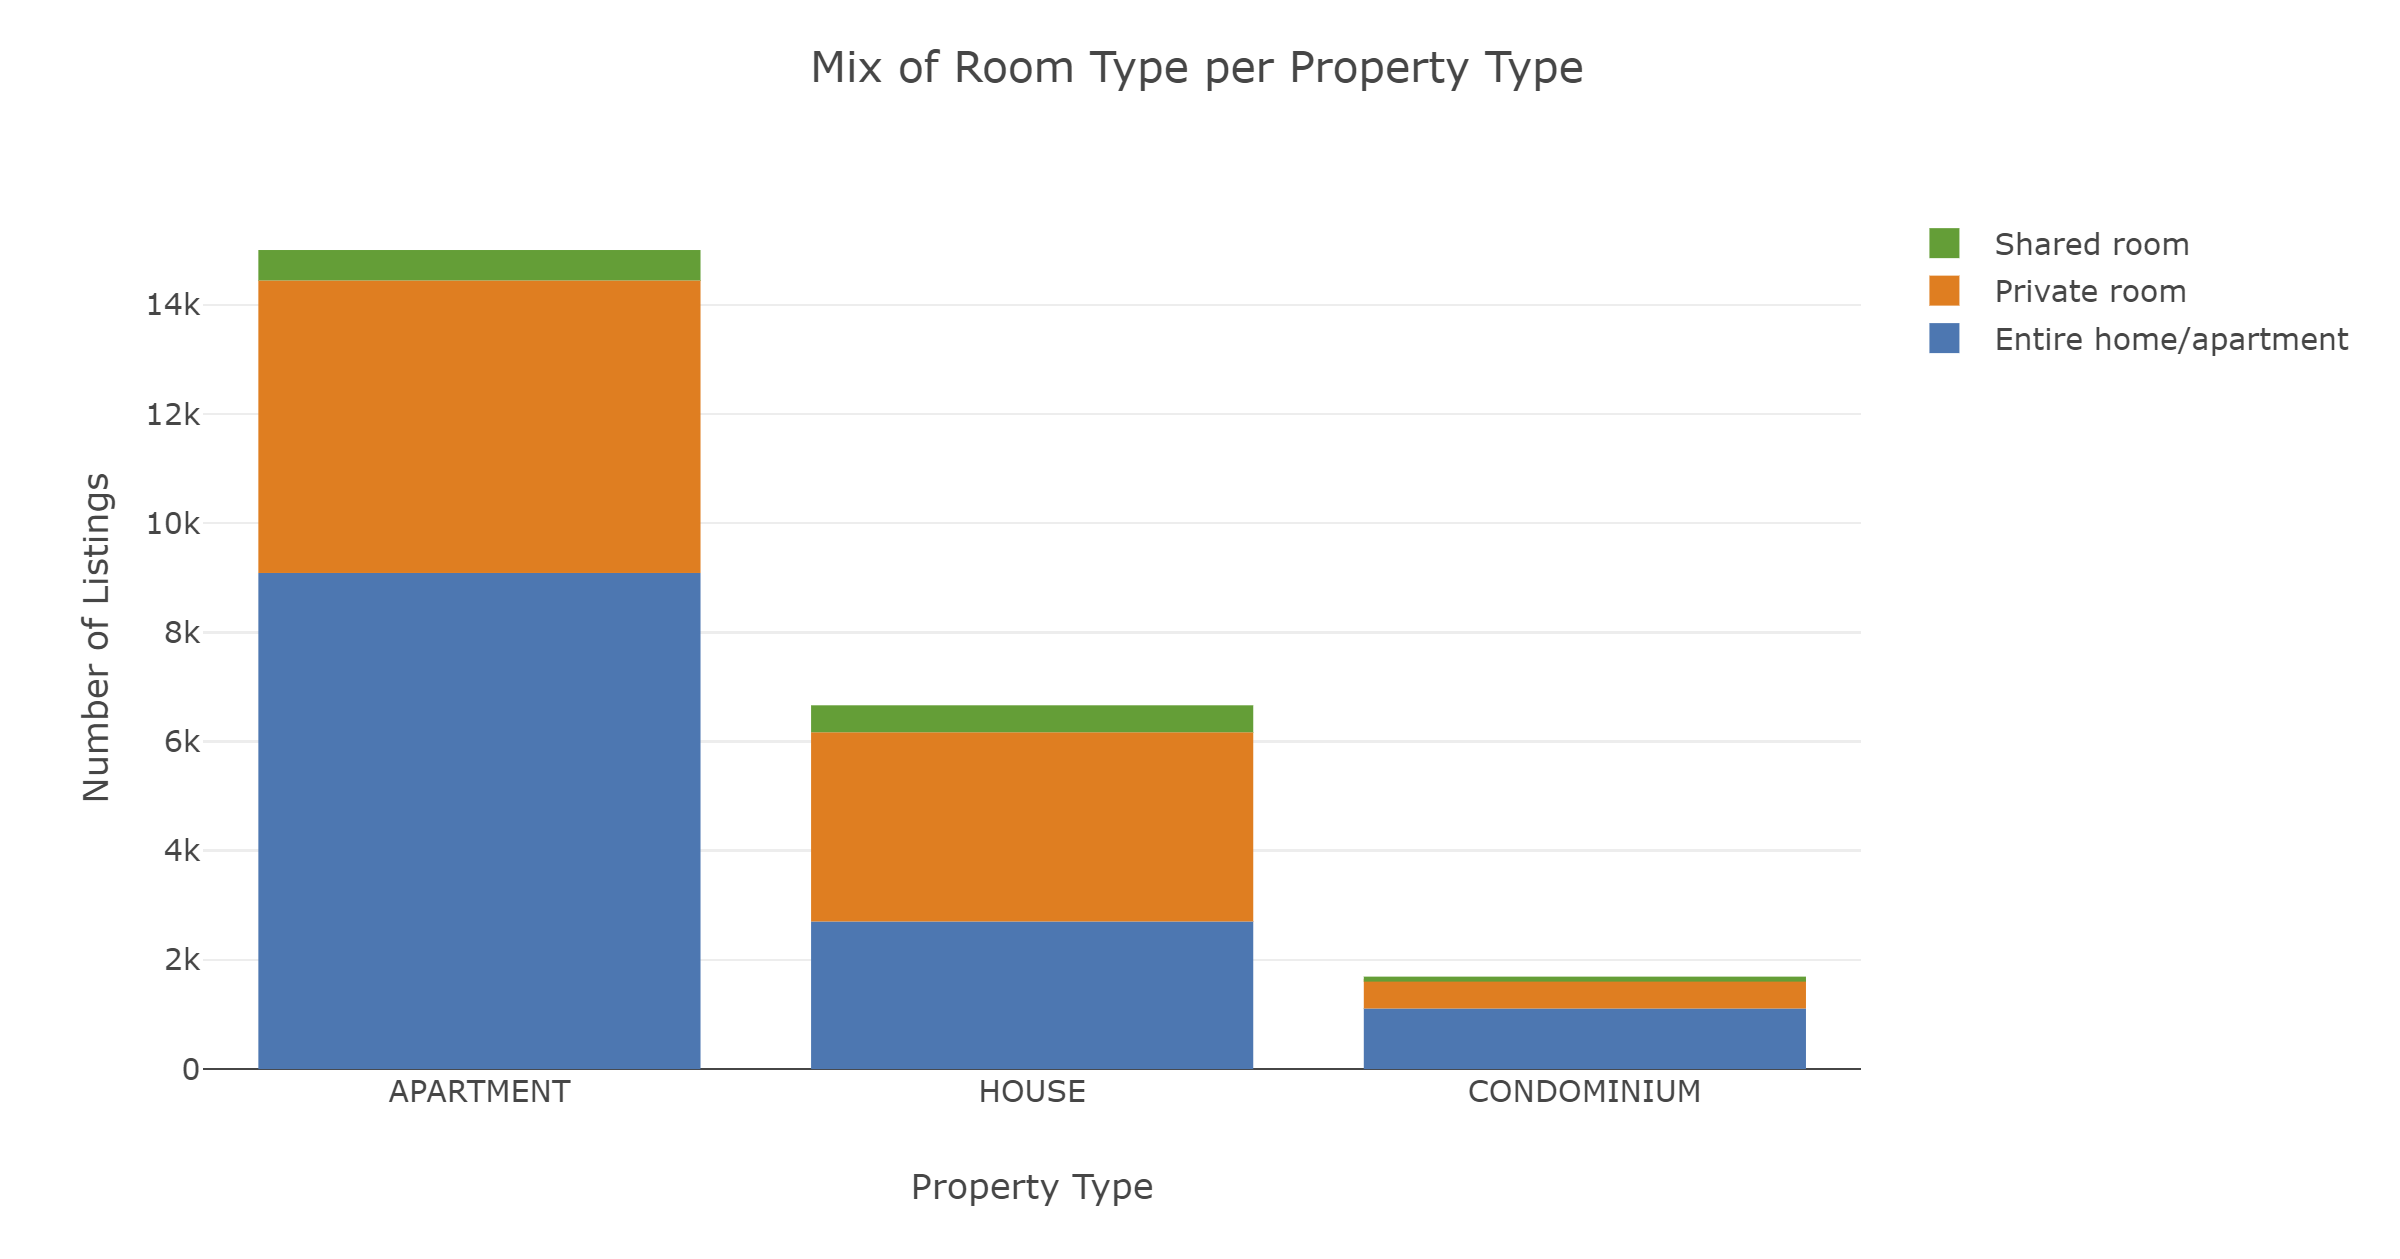 Mix of Room Type per Property Type
Shared room
Private room
Entire home/apartment
Number of Listings
14k
12k
10k
8k
6k
4k
2k
0
APARTMENT
HOUSE
CONDOMINIUM
Property Type